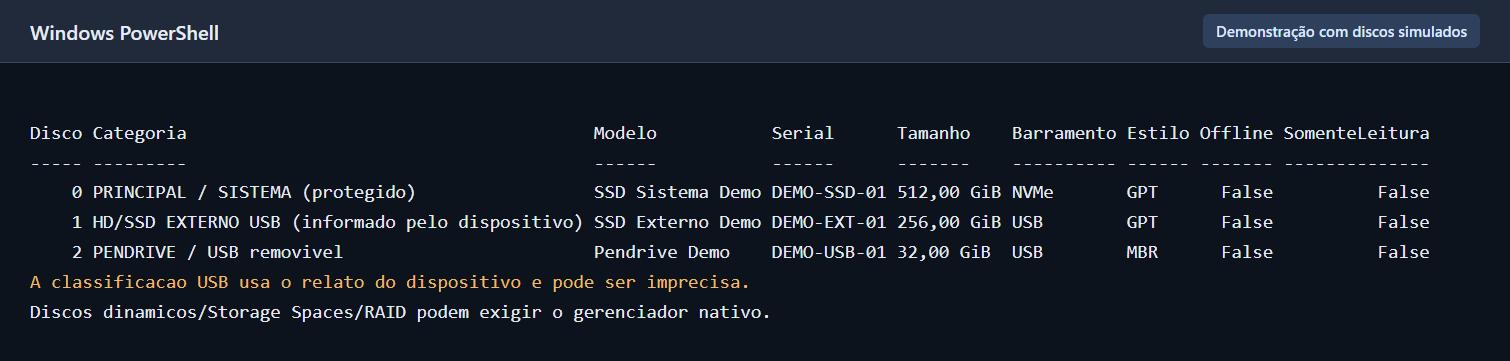 Windows PowerShell
Demonstração com discos simulados
Disco Categoria Modelo Serial Tamanho Barramento Estilo Offline SomenteLeitura
----- --------- ------ ------ ------- ---------- ------ ------- --------------
0 PRINCIPAL / SISTEMA (protegido) SSD Sistema Demo DEMO-SSD-01 512,00 GiB NVMe GPT False False
1 HD/SSD EXTERNO USB (informado pelo dispositivo) SSD Externo Demo DEMO-EXT-01 256,00 GiB USB GPT False False
2 PENDRIVE / USB removivel Pendrive Demo DEMO-USB-01 32,00 GiB USB MBR False False
A classificacao USB usa o relato do dispositivo e pode ser imprecisa.
Discos dinamicos/Storage Spaces/RAID podem exigir o gerenciador nativo.